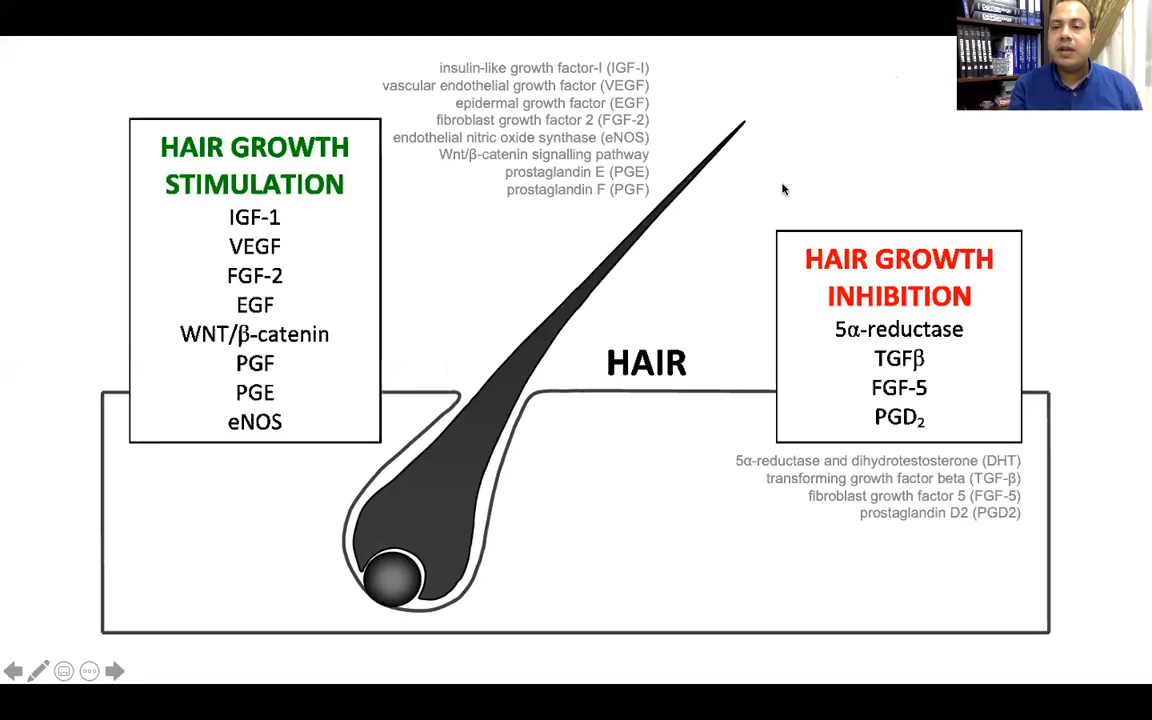 insulin-like growth factor-I (IGF-I)
vascular endothelial growth factor (VEGF)
epidermal growth factor (EGF)
fibroblast growth factor 2 (FGF-2)
endothelial nitric oxide synthase (eNOS)
Wnt/β-catenin signalling pathway
prostaglandin E (PGE)
prostaglandin F (PGF)
HAIR GROWTH
STIMULATION
IGF-1
VEGF
FGF-2
EGF
WNT/β-catenin
PGF
PGE
eNOS
HAIR
HAIR GROWTH
INHIBITION
5α-reductase
TGFβ
FGF-5
PGD₂
5α-reductase and dihydrotestosterone (DHT)
transforming growth factor beta (TGF-β)
fibroblast growth factor 5 (FGF-5)
prostaglandin D2 (PGD2)